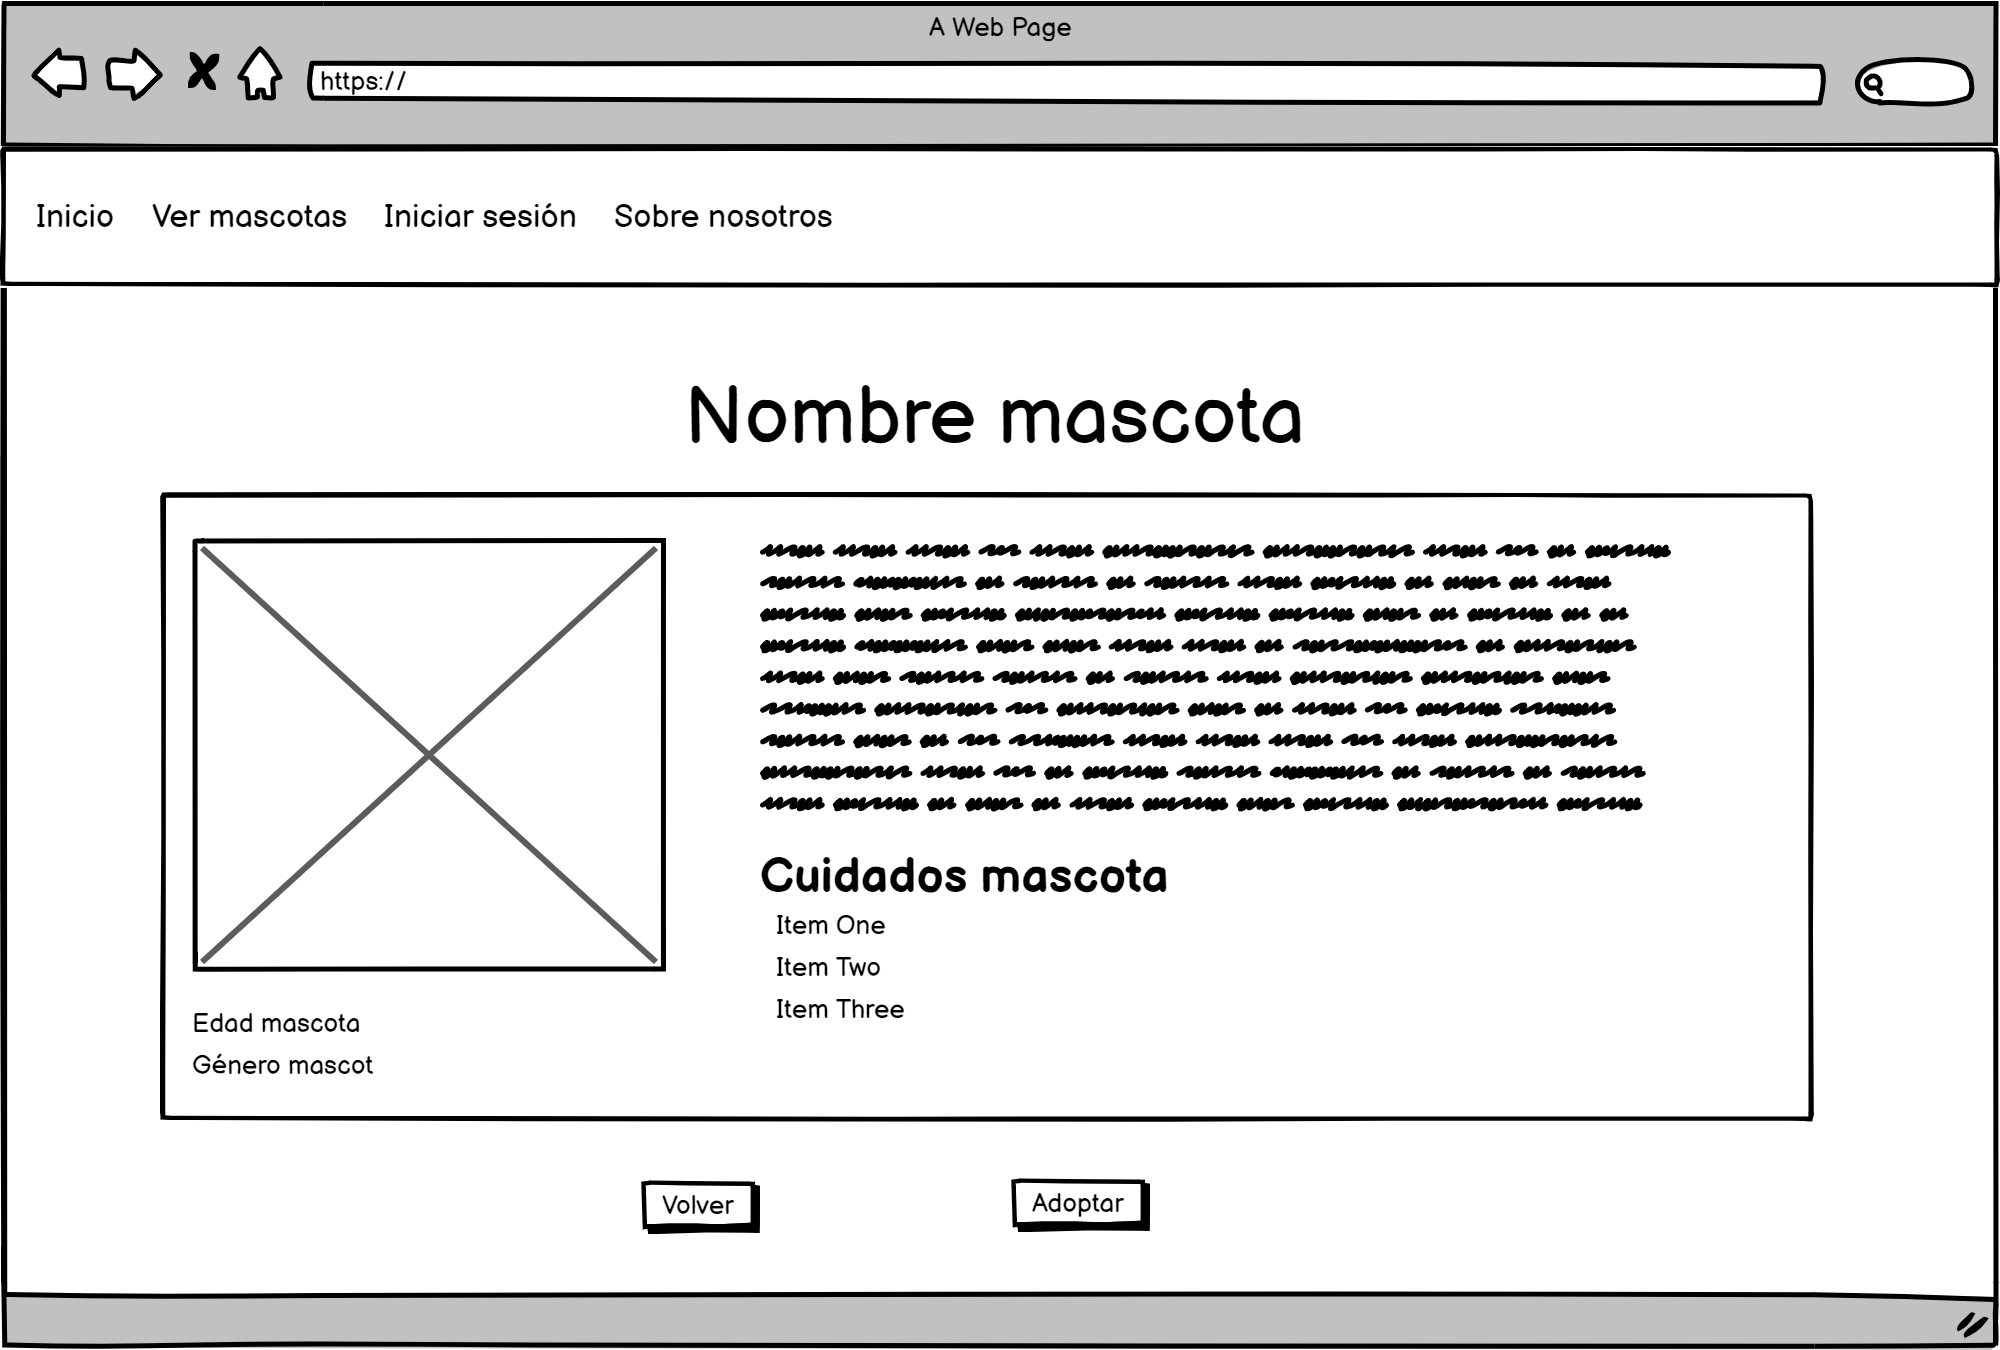 A Web Page
https://
Inicio Ver mascotas Iniciar sesión Sobre nosotros
Nombre mascota
Cuidados mascota
Item One
Item Two
Item Three
Edad mascota
Género mascot
Volver Adoptar